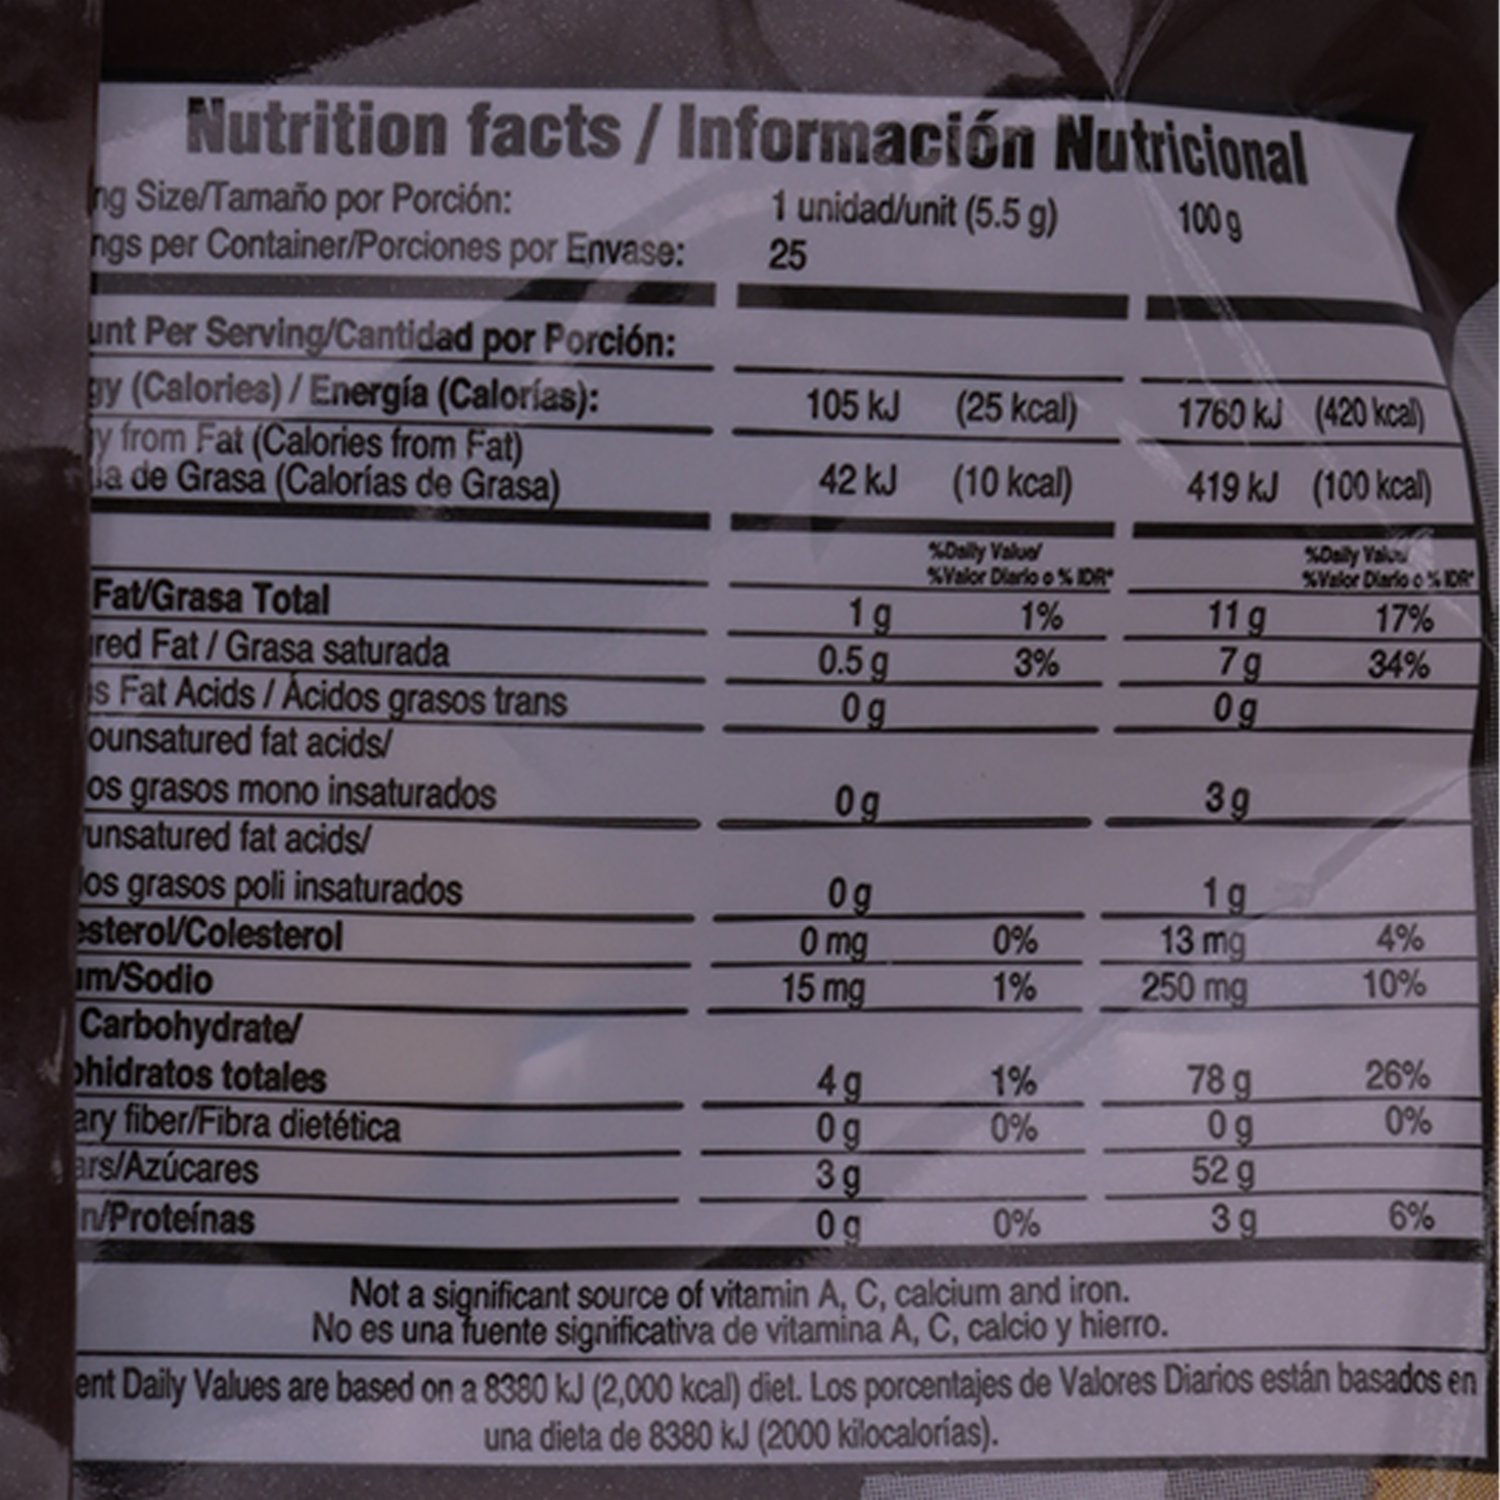 Nutrition facts / Información Nutricional
ng Size/Tamaño por Porción: 1 unidad/unit (5.5 g) 100 g
ngs per Container/Porciones por Envase: 25
unt Per Serving/Cantidad por Porción:
gy (Calories) / Energía (Calorías): 105 kJ (25 kcal) 1760 kJ (420 kcal)
y from Fat (Calories from Fat)
ía de Grasa (Calorías de Grasa) 42 kJ (10 kcal) 419 kJ (100 kcal)
%Daily Value/ %Daily Value/
%Valor Diario o % IDR* %Valor Diario o % IDR*
Fat/Grasa Total 1 g 1% 11 g 17%
red Fat / Grasa saturada 0.5 g 3% 7 g 34%
s Fat Acids / Ácidos grasos trans 0 g 0 g
ounsatured fat acids/
os grasos mono insaturados 0 g 3 g
unsatured fat acids/
os grasos poli insaturados 0 g 1 g
esterol/Colesterol 0 mg 0% 13 mg 4%
um/Sodio 15 mg 1% 250 mg 10%
Carbohydrate/
ohidratos totales 4 g 1% 78 g 26%
ary fiber/Fibra dietética 0 g 0% 0 g 0%
ars/Azúcares 3 g 52 g
n/Proteínas 0 g 0% 3 g 6%
Not a significant source of vitamin A, C, calcium and iron.
No es una fuente significativa de vitamina A, C, calcio y hierro.
ent Daily Values are based on a 8380 kJ (2,000 kcal) diet. Los porcentajes de Valores Diarios están basados en
una dieta de 8380 kJ (2000 kilocalorías).